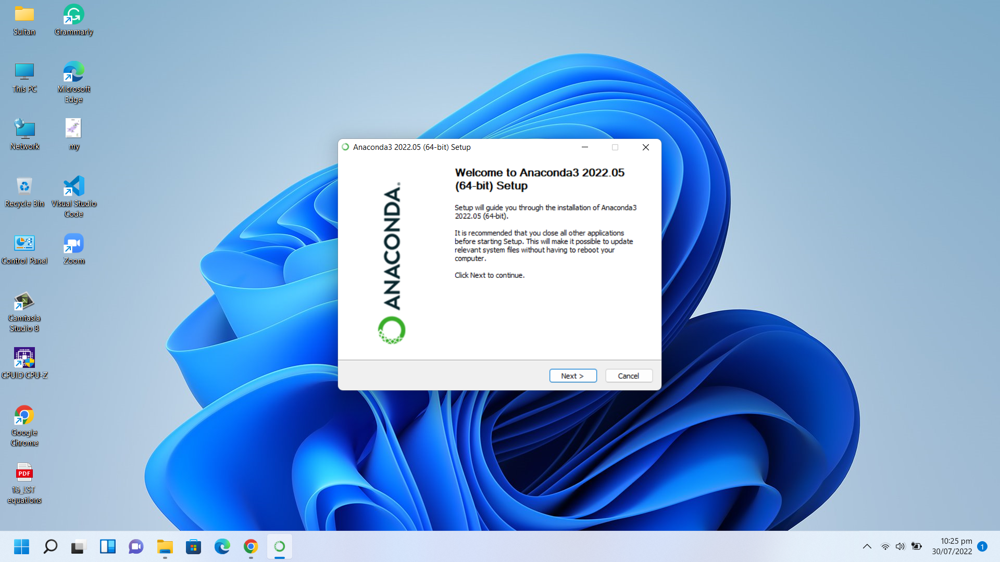 Sultan
Grammarly
This PC
Microsoft
Edge
Network
my
Recycle Bin
Visual Studio
Code
Control Panel
Zoom
Camtasia
Studio 8
CPUID CPU-Z
Google
Chrome
PDF
15_LST
equations
Anaconda3 2022.05 (64-bit) Setup
ANACONDA®
Welcome to Anaconda3 2022.05
(64-bit) Setup
Setup will guide you through the installation of Anaconda3
2022.05 (64-bit).
It is recommended that you close all other applications
before starting Setup. This will make it possible to update
relevant system files without having to reboot your
computer.
Click Next to continue.
Next >
Cancel
10:25 pm
30/07/2022
1